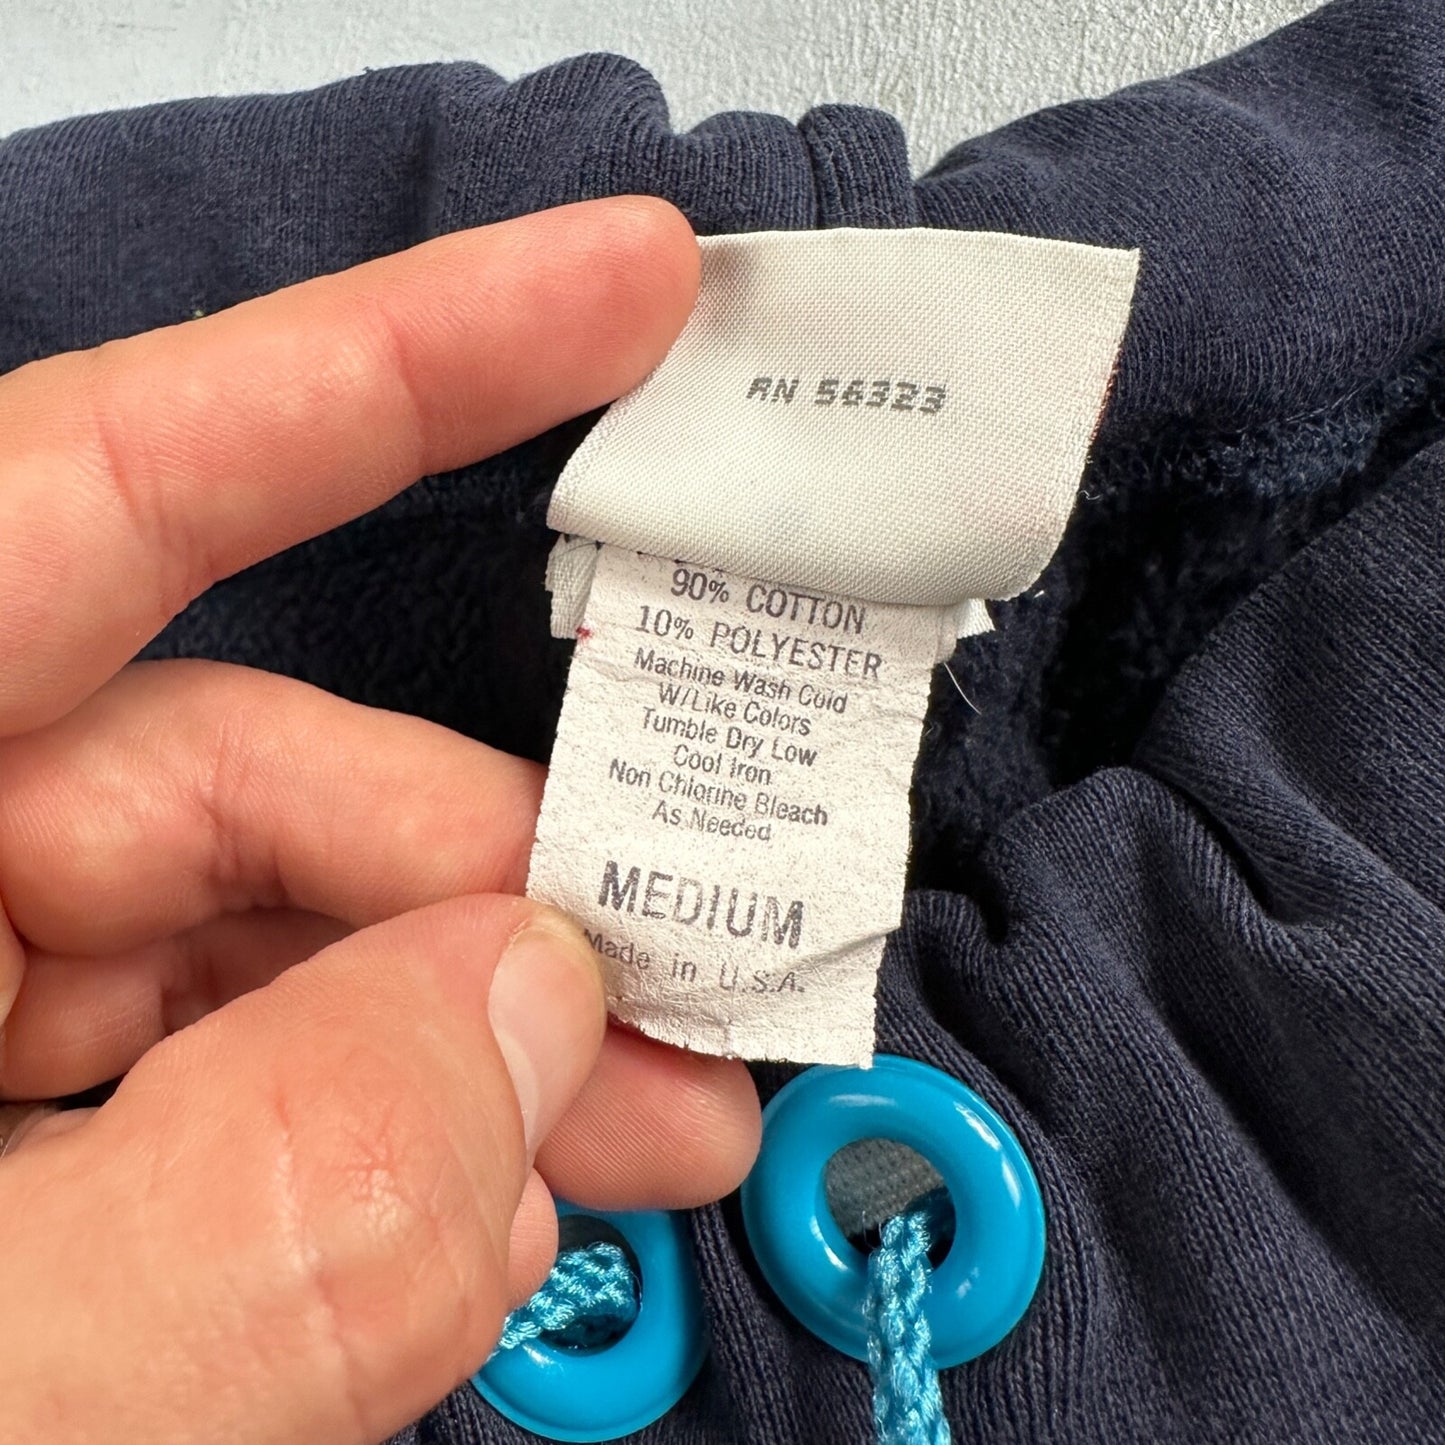 RN 56323
90% COTTON
10% POLYESTER
Machine Wash Cold
W/Like Colors
Tumble Dry Low
Cool Iron
Non Chlorine Bleach
As Needed
MEDIUM
Made in U.S.A.